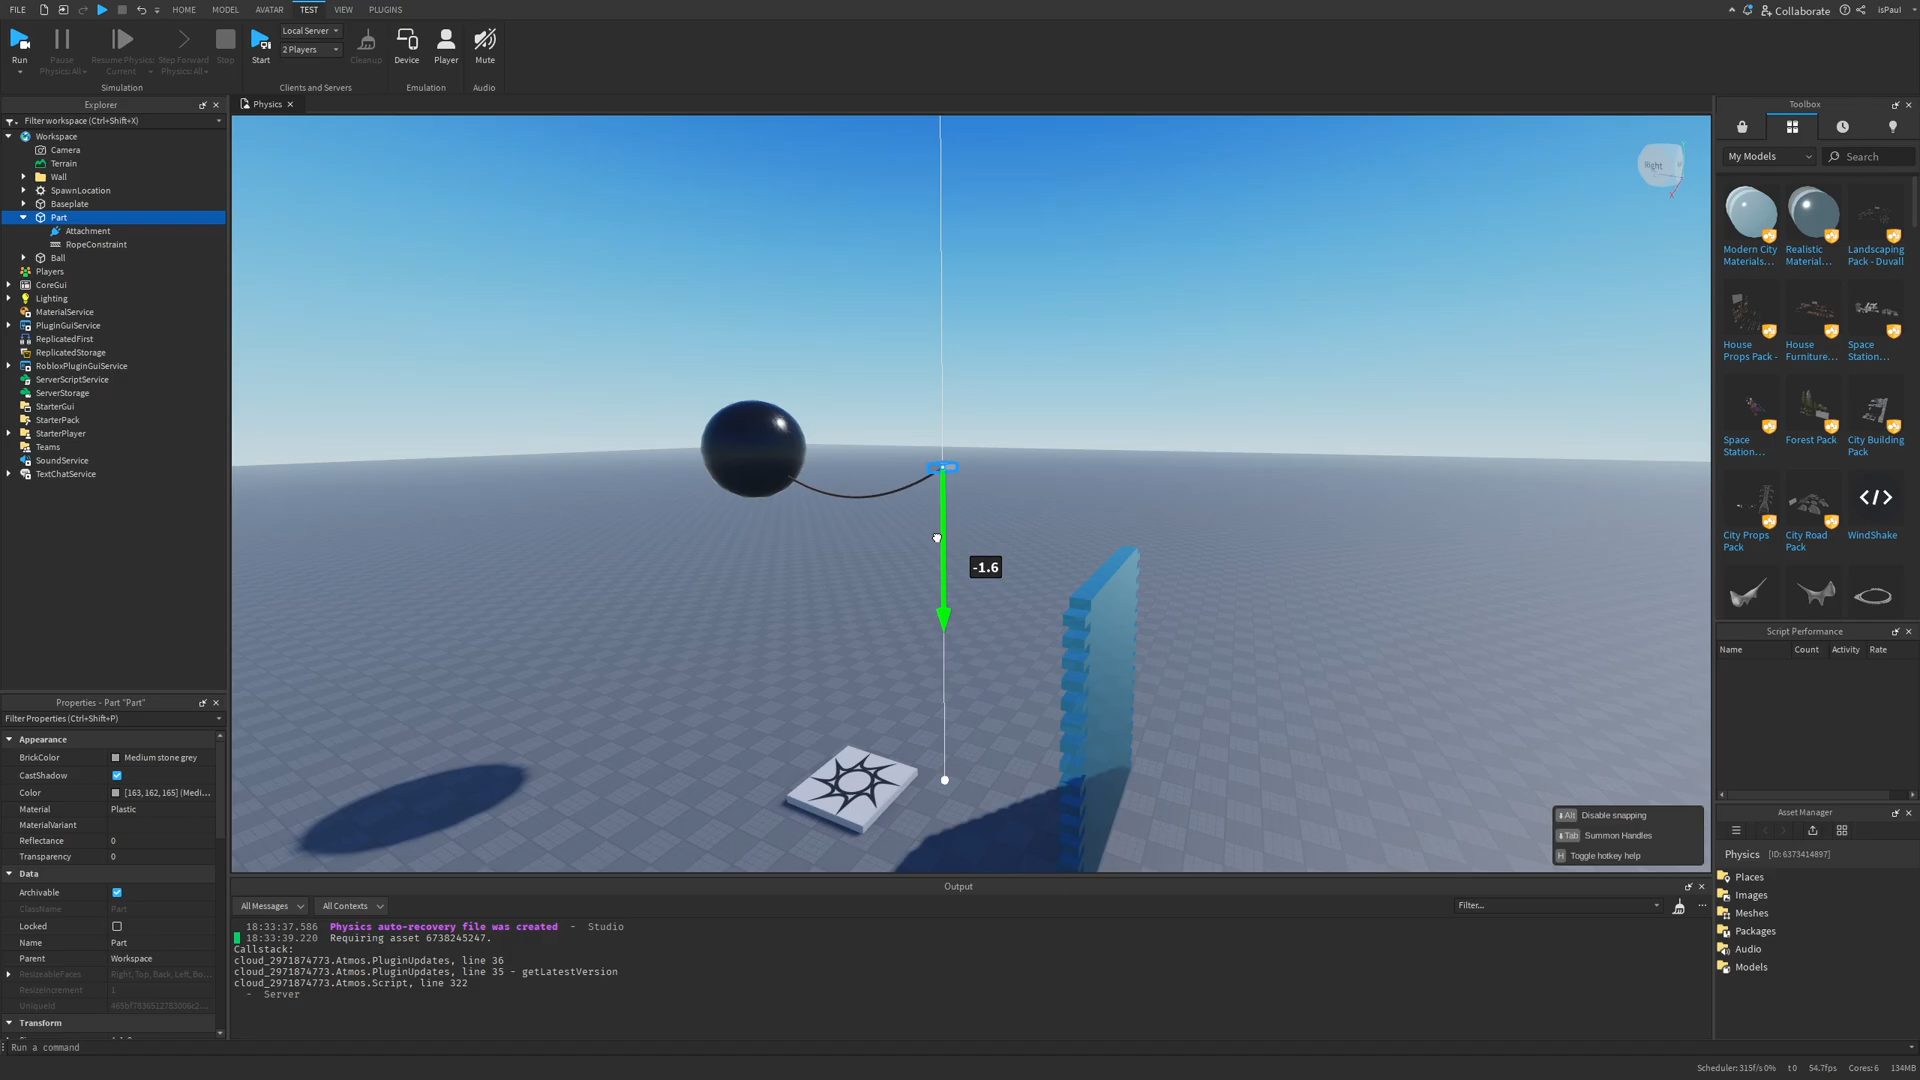 FILE HOME MODEL AVATAR TEST VIEW PLUGINS Collaborate isPaul
Run Pause Physics: All Resume Physics: Current Step Forward Physics: All Stop Start Local Server 2 Players Cleanup Device Player Mute
Simulation Clients and Servers Emulation Audio
Explorer
Filter workspace (Ctrl+Shift+X)
Workspace
Camera
Terrain
Wall
SpawnLocation
Baseplate
Part
Attachment
RopeConstraint
Ball
Players
CoreGui
Lighting
MaterialService
PluginGuiService
ReplicatedFirst
ReplicatedStorage
RobloxPluginGuiService
ServerScriptService
ServerStorage
StarterGui
StarterPack
StarterPlayer
Teams
SoundService
TextChatService
Properties - Part "Part"
Filter Properties (Ctrl+Shift+P)
Appearance
BrickColor Medium stone grey
CastShadow
Color [163, 162, 165] (Medi...
Material Plastic
MaterialVariant
Reflectance 0
Transparency 0
Data
Archivable
ClassName Part
Locked
Name Part
Parent Workspace
ResizeableFaces Right, Top, Back, Left, Bo...
ResizeIncrement 1
UniqueId
Transform
Run a command
Physics
Right
X
-1.6
Alt Disable snapping
Tab Summon Handles
H Toggle hotkey help
Output
All Messages All Contexts Filter...
18:33:37.586 Physics auto-recovery file was created - Studio
18:33:39.220 Requiring asset 6738245247.
Callstack:
cloud_2971874773.Atmos.PluginUpdates, line 36
cloud_2971874773.Atmos.PluginUpdates, line 35 - getLatestVersion
cloud_2971874773.Atmos.Script, line 322
- Server
Toolbox
My Models Search
Modern City Materials...
Realistic Material...
Landscaping Pack - Duvall
House Props Pack -
House Furniture...
Space Station...
Space Station...
Forest Pack
City Building Pack
City Props Pack
City Road Pack
WindShake
Script Performance
Name Count Activity Rate
Asset Manager
Physics [ID: 6373414897]
Places
Images
Meshes
Packages
Audio
Models
Scheduler: 315f/s 0% t 0 54.7fps Cores: 6 134MB